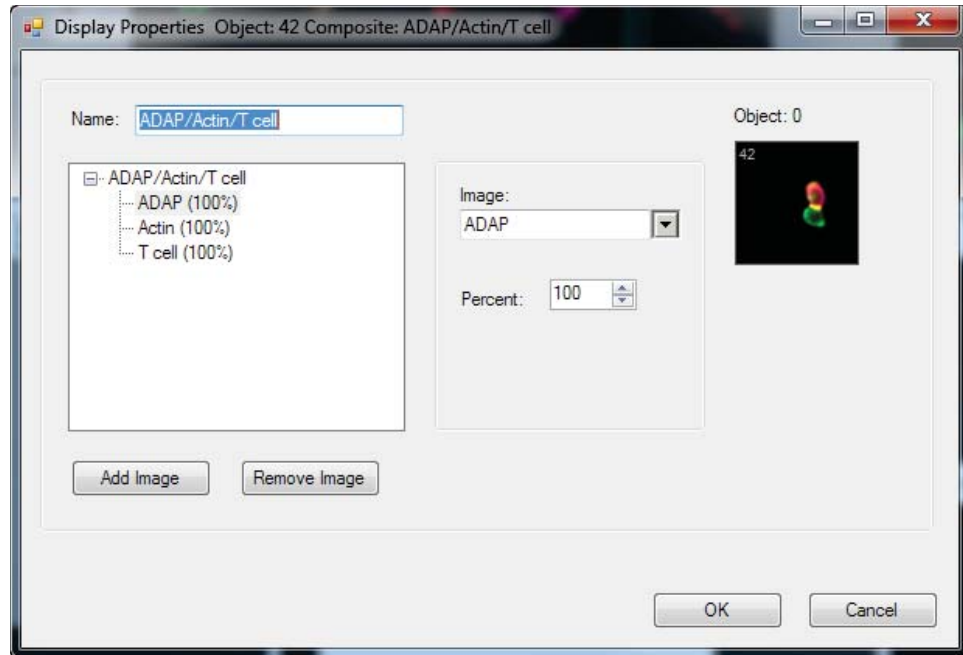 Display Properties Object: 42 Composite: ADAP/Actin/T cell
Name: ADAP/Actin/T cell
ADAP/Actin/T cell
ADAP (100%)
Actin (100%)
T cell (100%)
Image:
ADAP
Percent: 100
Object: 0
42
Add Image
Remove Image
OK
Cancel